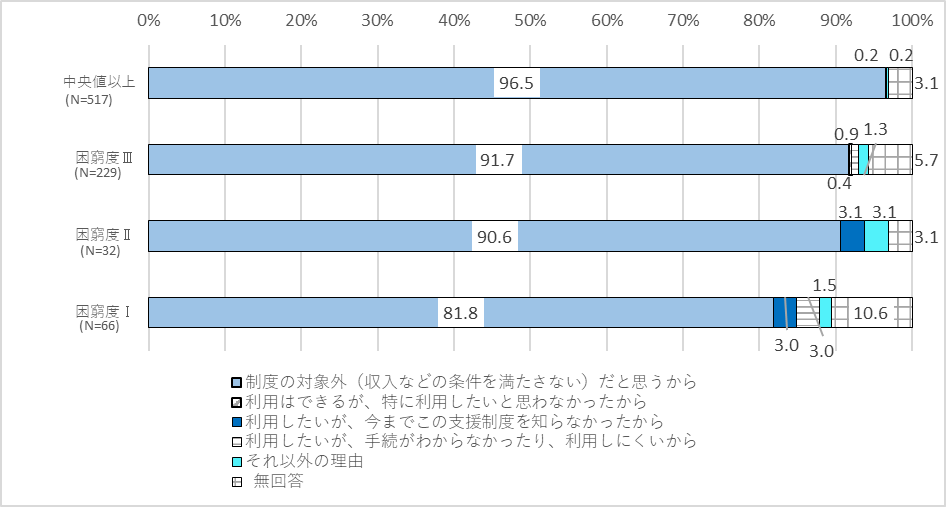 0% 10% 20% 30% 40% 50% 60% 70% 80% 90% 100%
0.2 0.2
中央値以上 96.5 3.1
(N=517)
0.9 1.3
困窮度Ⅲ 91.7 5.7
(N=229)
0.4
3.1 3.1
困窮度Ⅱ 90.6 3.1
(N=32)
1.5
困窮度Ⅰ 81.8 10.6
(N=66)
3.0 3.0
制度の対象外（収入などの条件を満たさない）だと思うから
利用はできるが、特に利用したいと思わなかったから
利用したいが、今までこの支援制度を知らなかったから
利用したいが、手続がわからなかったり、利用しにくいから
それ以外の理由
無回答